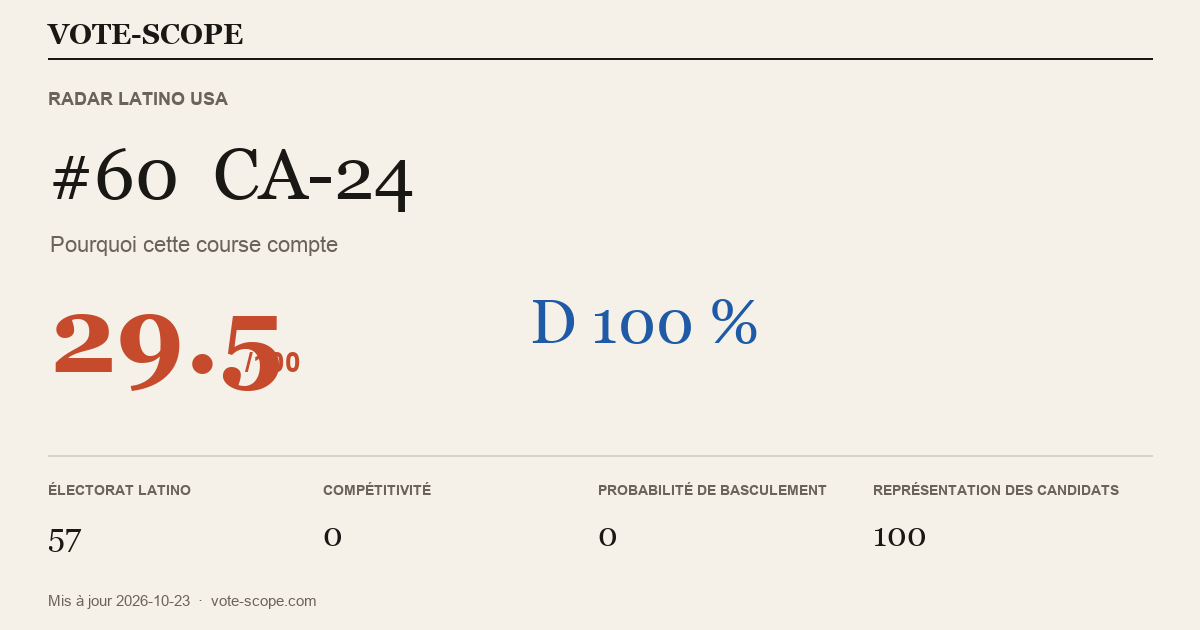 VOTE-SCOPE
RADAR LATINO USA
#60 CA-24
Pourquoi cette course compte
29.5 /100
D 100 %
ÉLECTORAT LATINO
COMPÉTITIVITÉ
PROBABILITÉ DE BASCULEMENT
REPRÉSENTATION DES CANDIDATS
57
0
0
100
Mis à jour 2026-10-23 · vote-scope.com